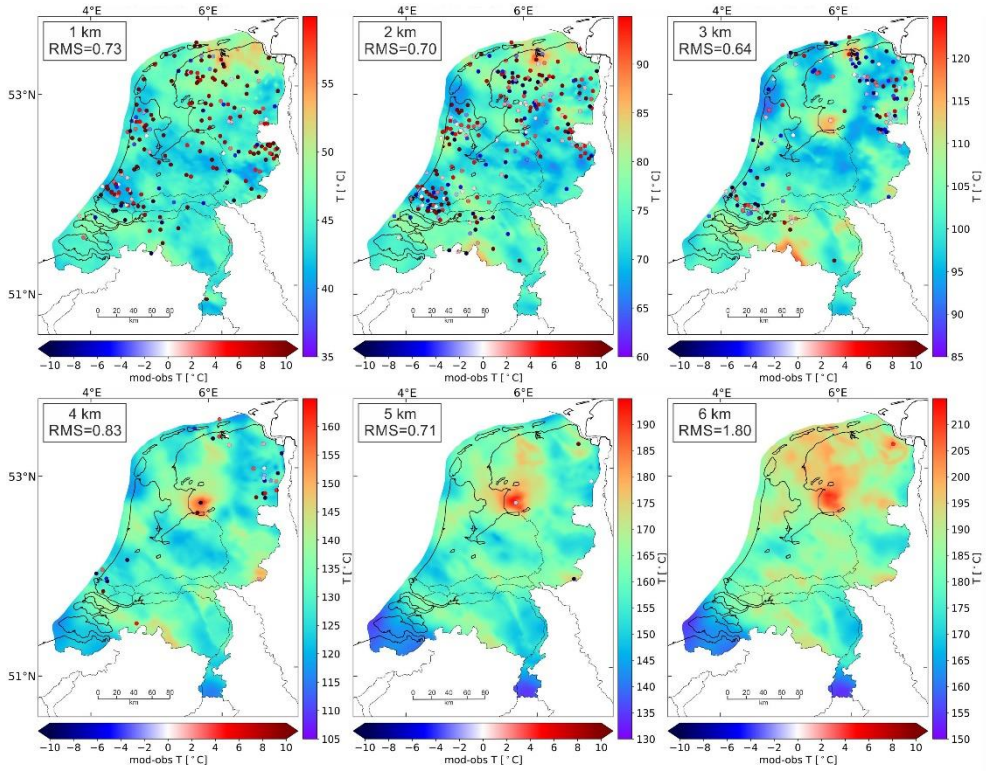 4°E 6°E 4°E 6°E 4°E 6°E
1 km
RMS=0.73
2 km
RMS=0.70
3 km
RMS=0.64
53°N
51°N
55
50
45
40
35
T [°C]
95
90
85
80
75
70
65
60
T [°C]
120
115
110
105
100
95
90
85
T [°C]
0 20 40 60 80
km
0 20 40 60 80
km
0 20 40 60 80
km
−10 −8 −6 −4 −2 0 2 4 6 8 10
mod-obs T [°C]
−10 −8 −6 −4 −2 0 2 4 6 8 10
mod-obs T [°C]
−10 −8 −6 −4 −2 0 2 4 6 8 10
mod-obs T [°C]
4°E 6°E 4°E 6°E 4°E 6°E
4 km
RMS=0.83
5 km
RMS=0.71
6 km
RMS=1.80
53°N
51°N
160
155
150
145
140
135
130
125
120
115
110
105
T [°C]
190
185
180
175
170
165
160
155
150
145
140
135
130
T [°C]
210
205
200
195
190
185
180
175
170
165
160
155
150
T [°C]
0 20 40 60 80
km
0 20 40 60 80
km
0 20 40 60 80
km
−10 −8 −6 −4 −2 0 2 4 6 8 10
mod-obs T [°C]
−10 −8 −6 −4 −2 0 2 4 6 8 10
mod-obs T [°C]
−10 −8 −6 −4 −2 0 2 4 6 8 10
mod-obs T [°C]